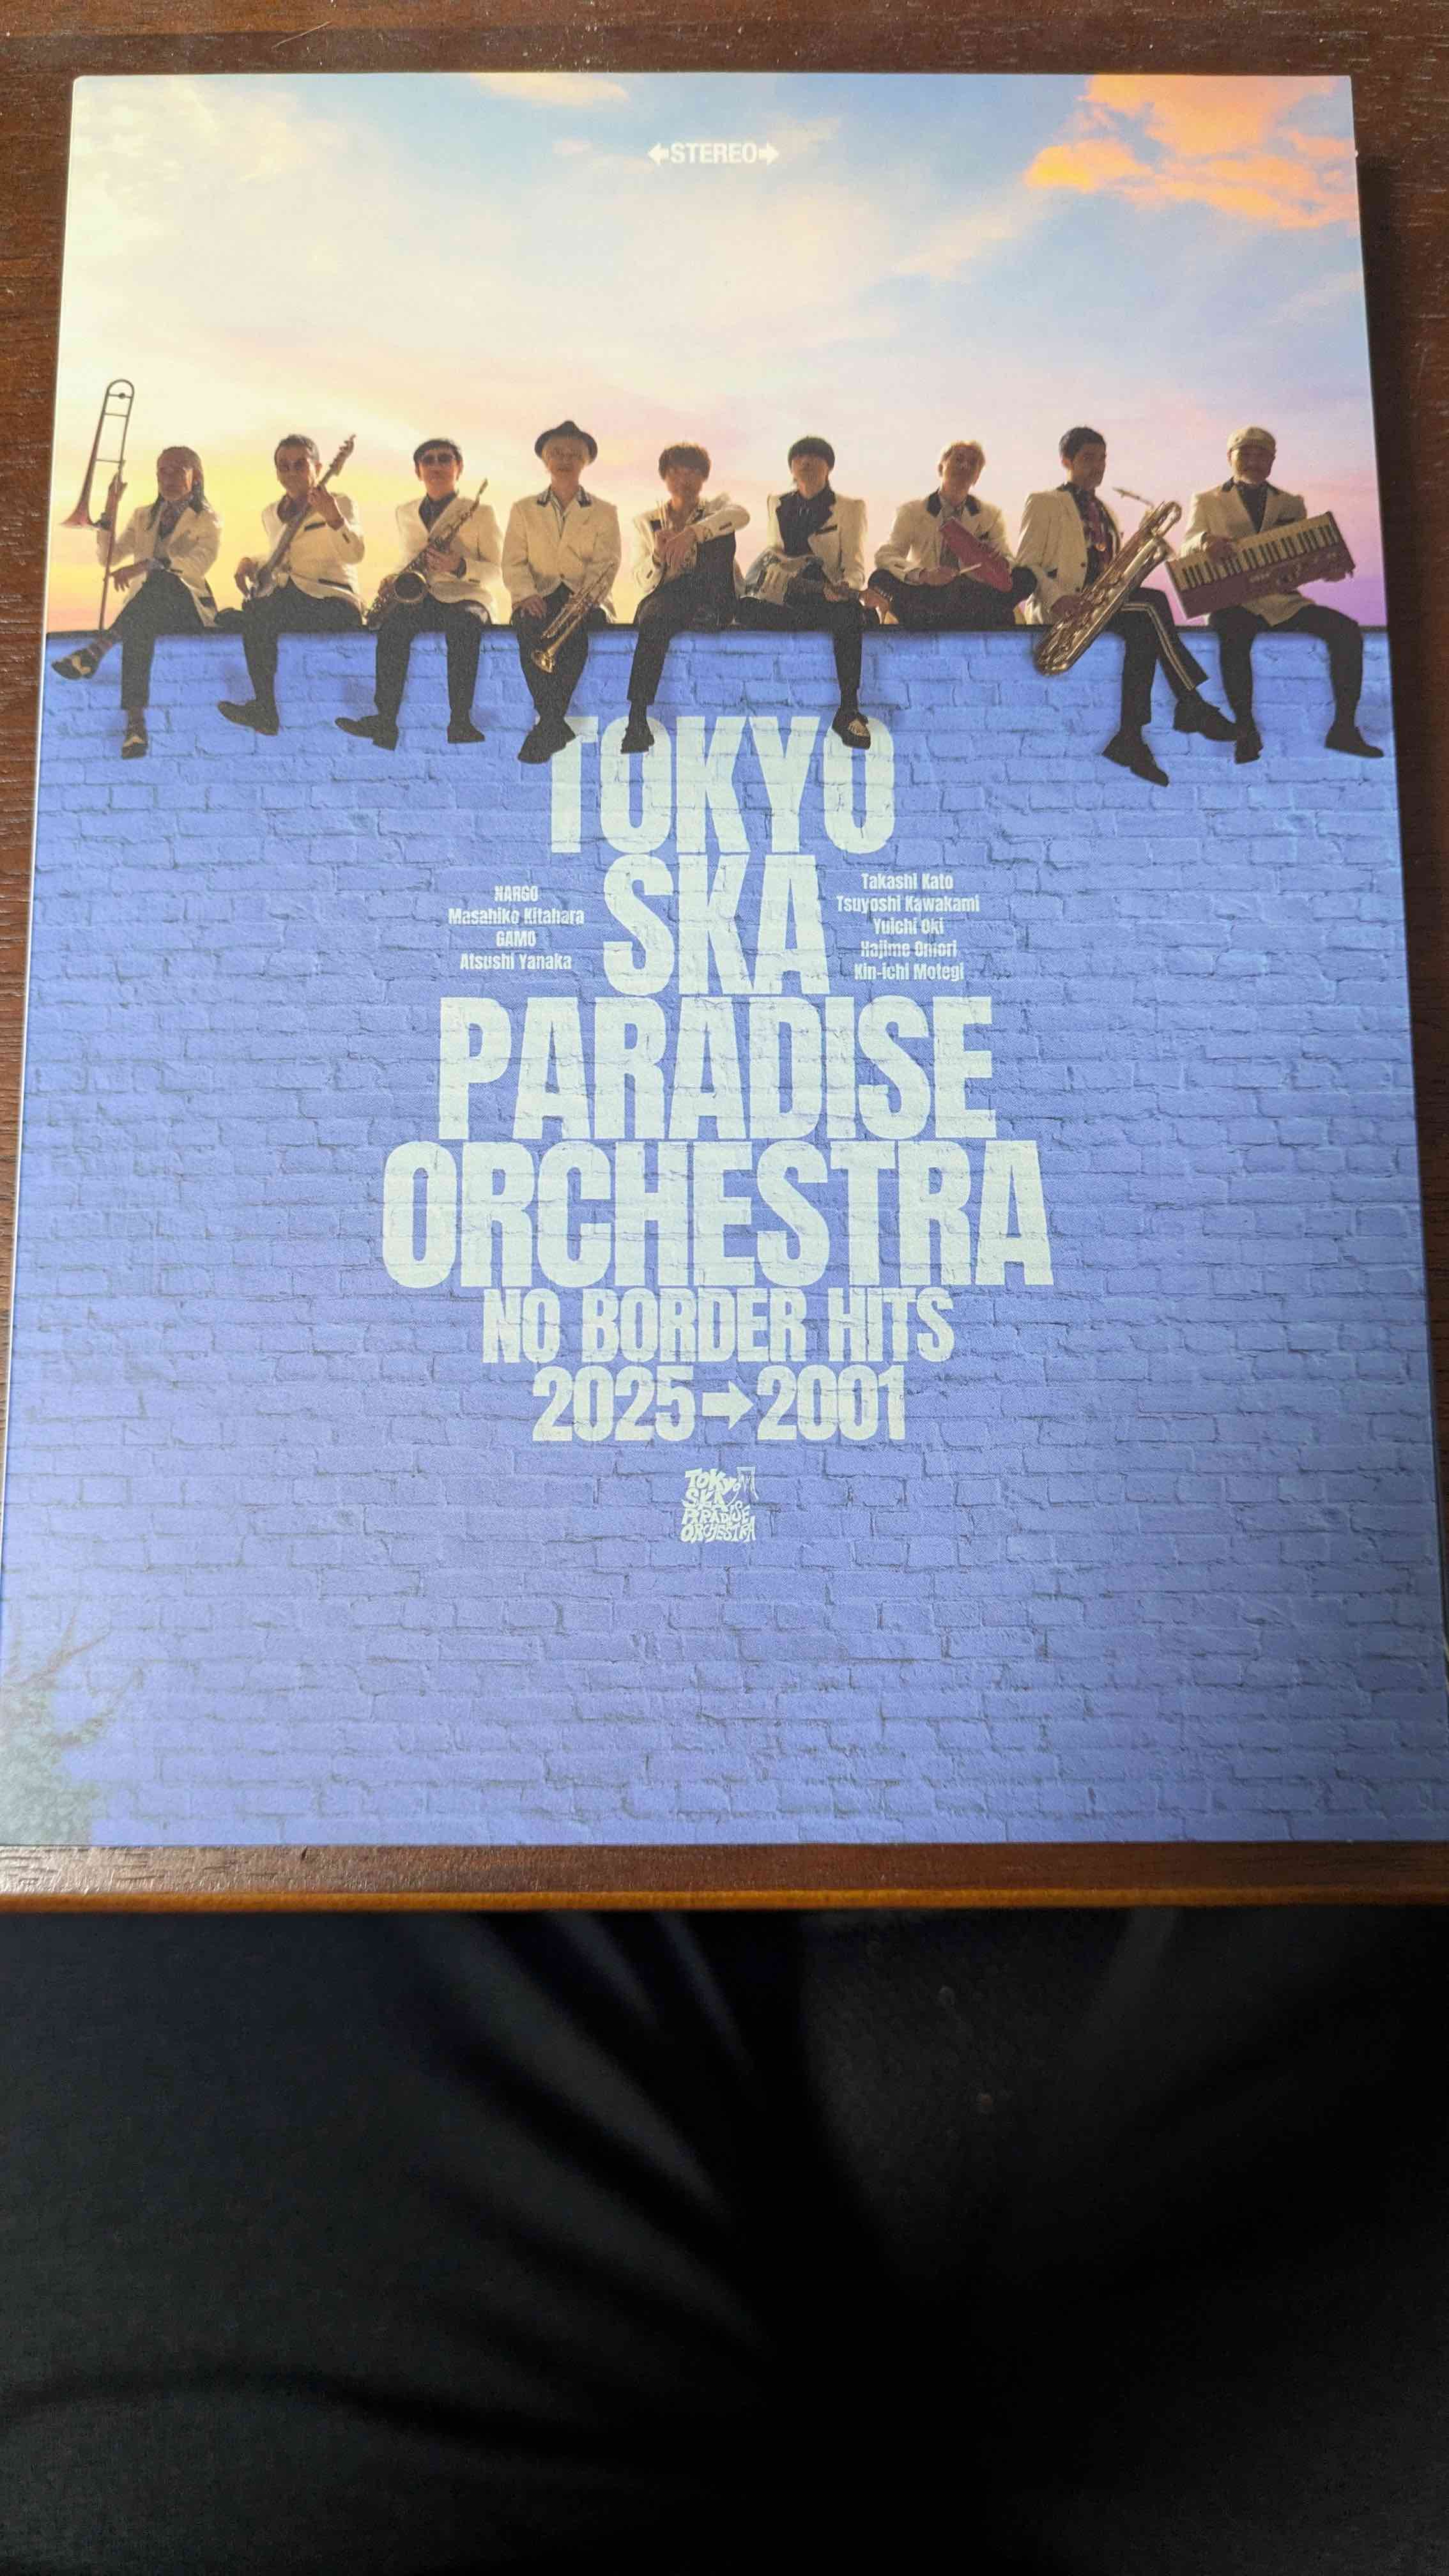 ←STEREO→
TOKYO
SKA
NARGO
Masahiko Kitahara
GAMO
Atsushi Yanaka
Takashi Kato
Tsuyoshi Kawakami
Yuichi Oki
Hajime Omori
Kin-ichi Motegi
PARADISE
ORCHESTRA
NO BORDER HITS
2025→2001
TOKYO
SKA
PARADISE
ORCHESTRA